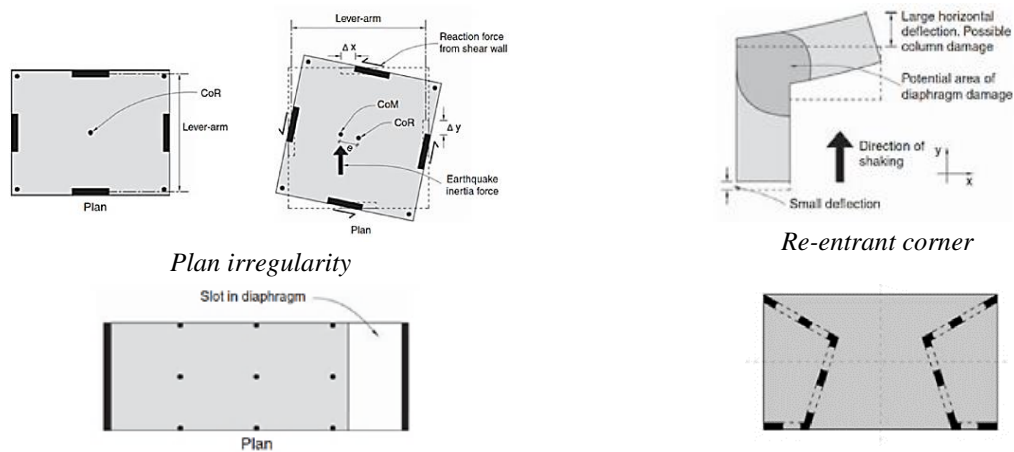 CoR
Lever-arm
Plan
Lever-arm
Δ x
Reaction force
from shear wall
CoM
CoR
Δ y
e
Earthquake
inertia force
Plan
Plan irregularity
Large horizontal
deflection. Possible
column damage
Potential area of
diaphragm damage
Direction of
shaking
y
x
Small deflection
Re-entrant corner
Slot in diaphragm
Plan